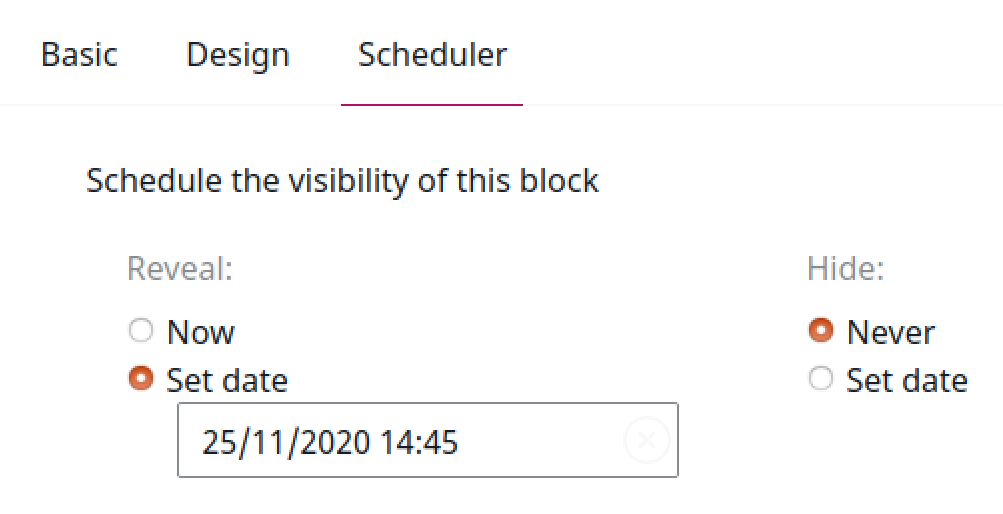 Basic Design Scheduler
Schedule the visibility of this block
Reveal:
Now
Set date
25/11/2020 14:45
Hide:
Never
Set date